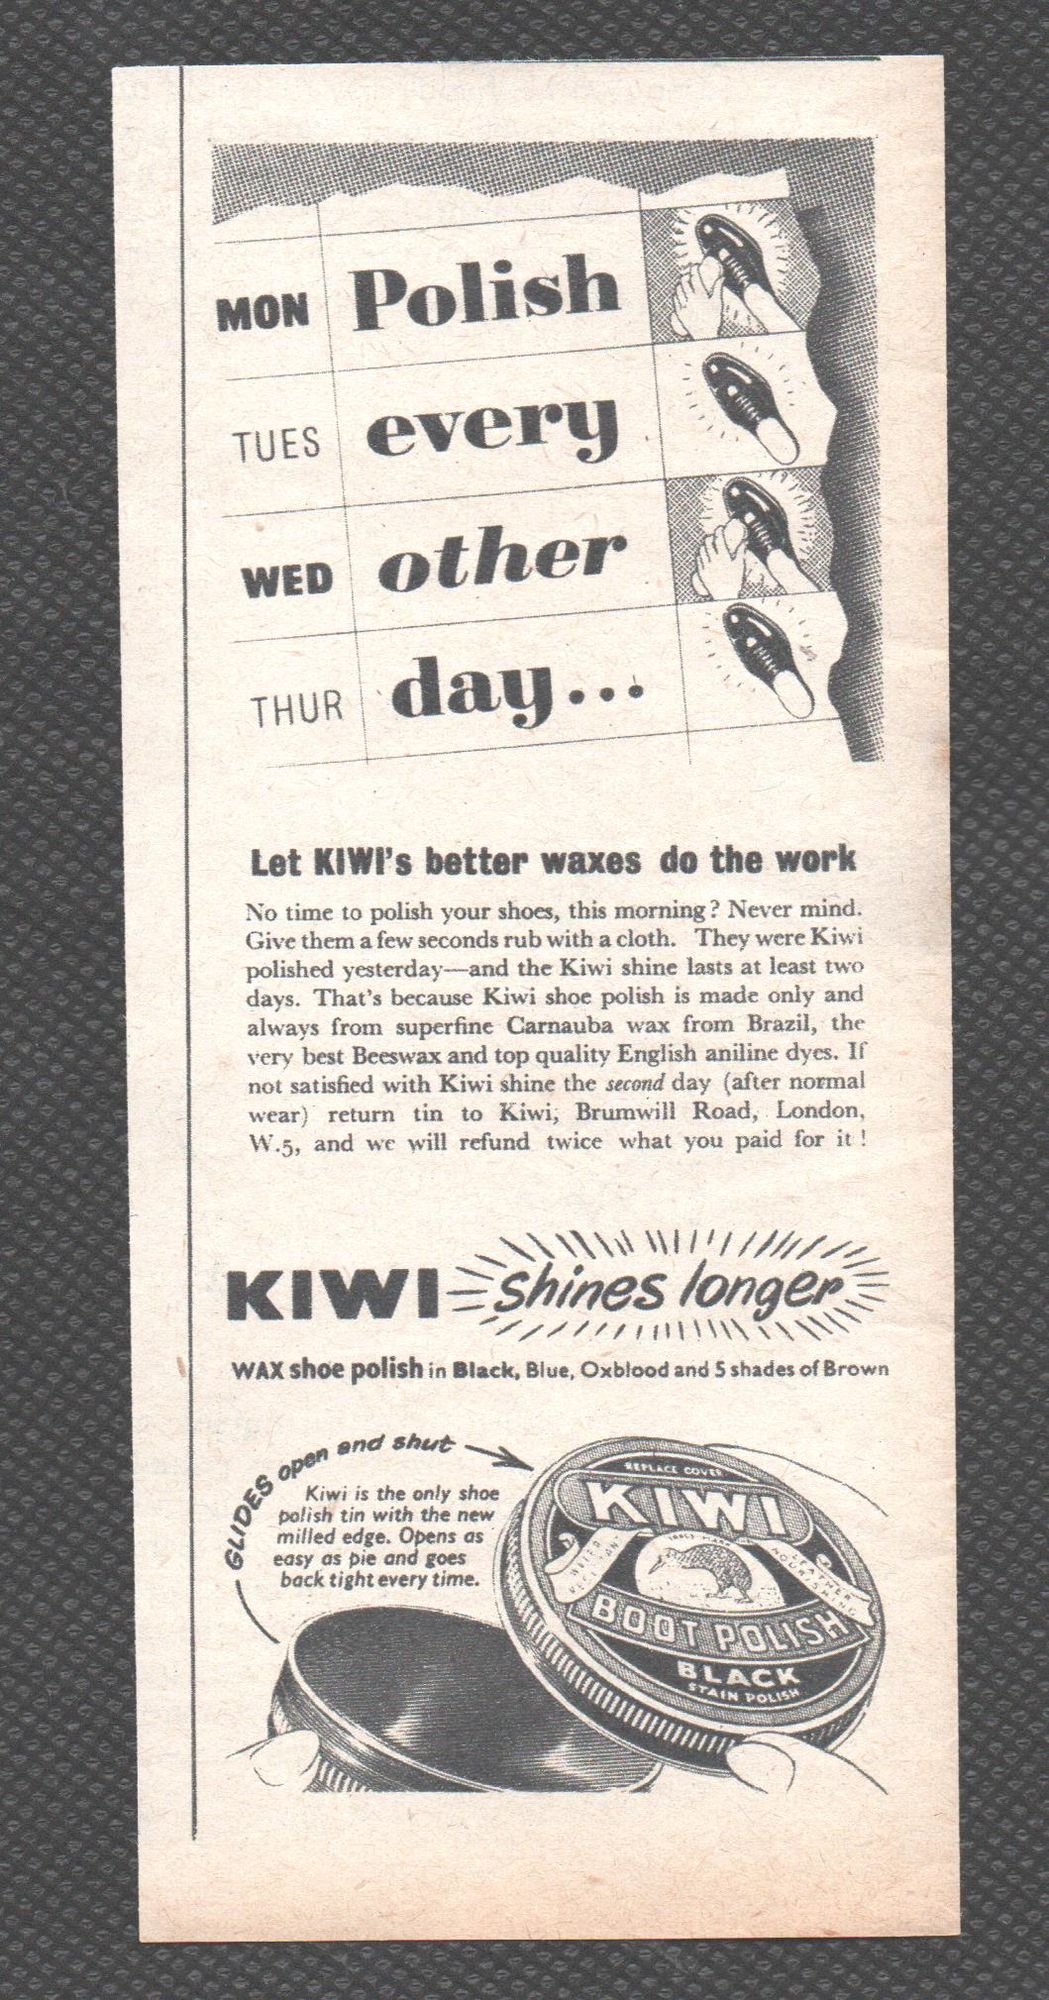 MON Polish
TUES every
WED other
THUR day...
Let KIWI's better waxes do the work
No time to polish your shoes, this morning? Never mind.
Give them a few seconds rub with a cloth. They were Kiwi
polished yesterday—and the Kiwi shine lasts at least two
days. That's because Kiwi shoe polish is made only and
always from superfine Carnauba wax from Brazil, the
very best Beeswax and top quality English aniline dyes. If
not satisfied with Kiwi shine the second day (after normal
wear) return tin to Kiwi, Brumwill Road, London,
W.5, and we will refund twice what you paid for it!
KIWI shines longer
WAX shoe polish in Black, Blue, Oxblood and 5 shades of Brown
GLIDES open and shut
Kiwi is the only shoe
polish tin with the new
milled edge. Opens as
easy as pie and goes
back tight every time.
REPLACE COVER
KIWI
TRADE MARK
LEATHER
NOURISHING
BOOT POLISH
BLACK
STAIN POLISH